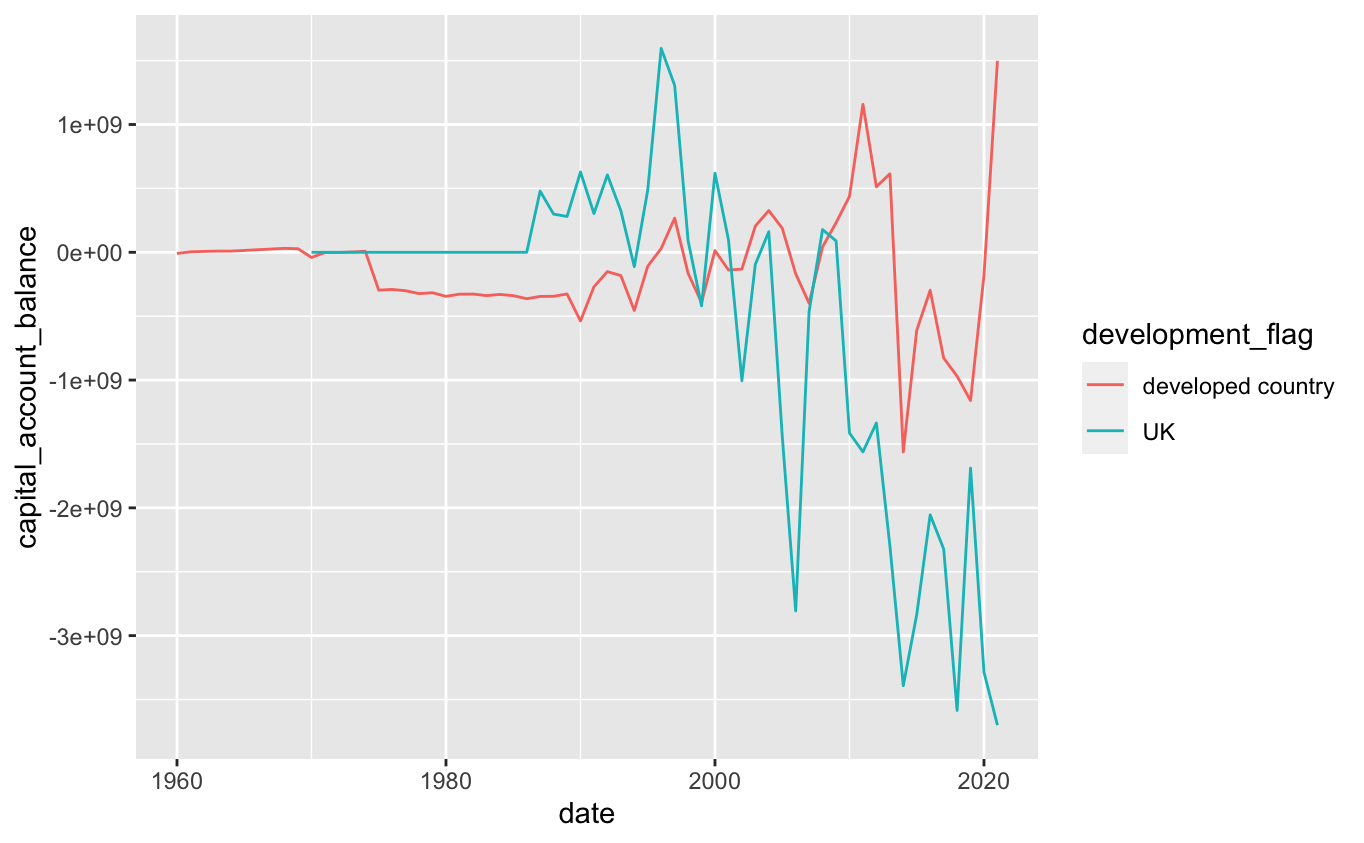 capital_account_balance
1e+09
0e+00
-1e+09
-2e+09
-3e+09
1960
1980
2000
2020
date
development_flag
developed country
UK